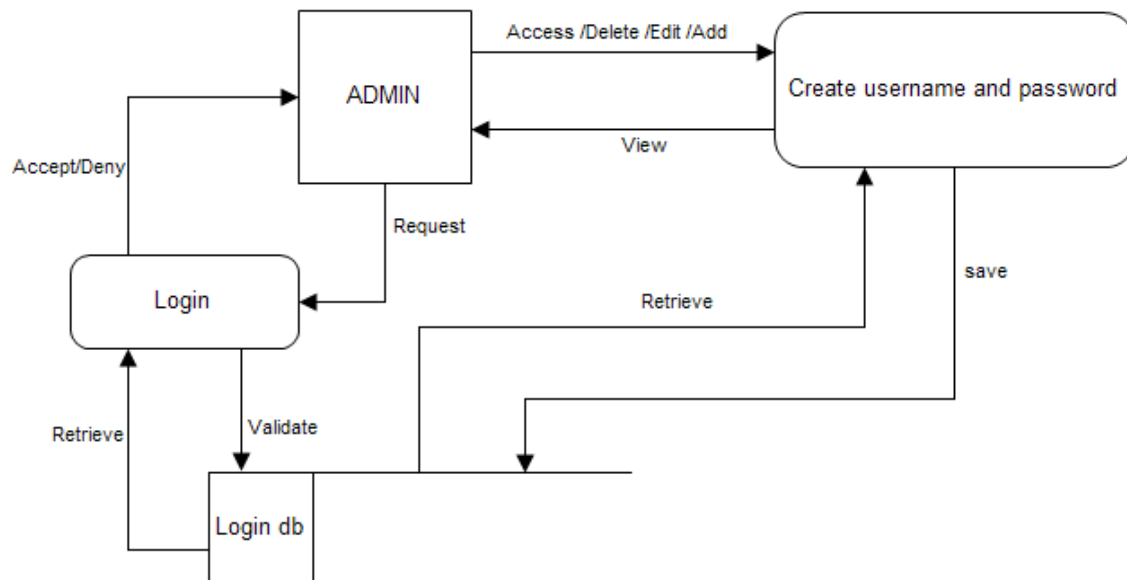 Access /Delete /Edit /Add
ADMIN
Create username and password
View
Accept/Deny
Request
save
Login
Retrieve
Retrieve
Validate
Login db